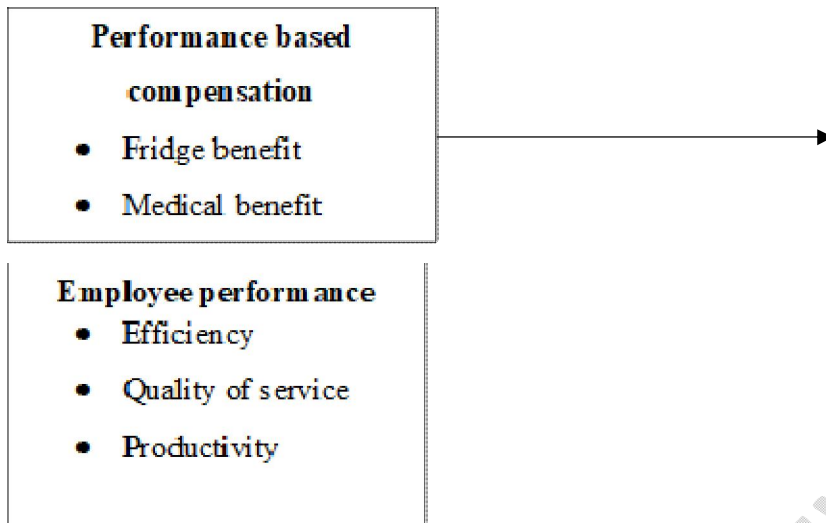 Performance based
compensation
• Fridge benefit
• Medical benefit
Employee performance
• Efficiency
• Quality of service
• Productivity